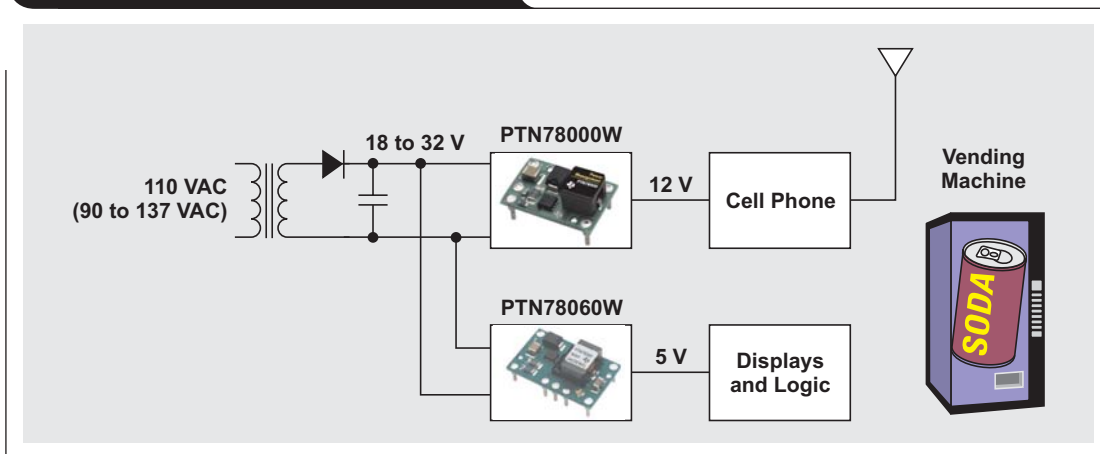 110 VAC
(90 to 137 VAC)
18 to 32 V
PTN78000W
12 V
Cell Phone
PTN78060W
5 V
Displays
and Logic
Vending
Machine
SODA